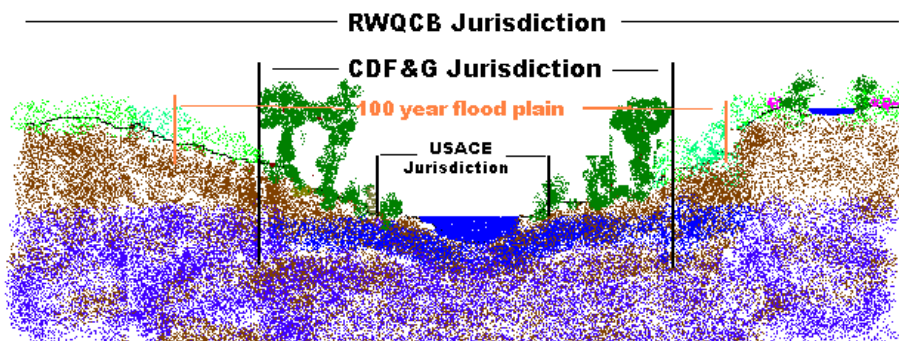 RWQCB Jurisdiction
CDF&G Jurisdiction
100 year flood plain
USACE
Jurisdiction